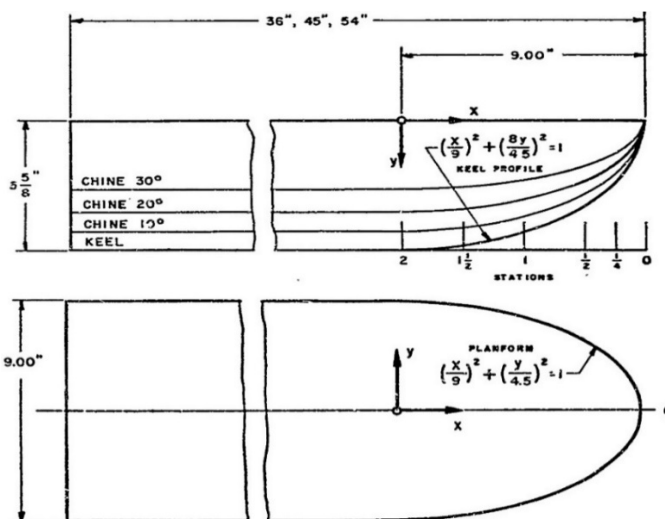 36", 45", 54"
9.00"
X
y
5 5/8"
(x/9)² + (8y/45)² = 1
KEEL PROFILE
CHINE 30°
CHINE 20°
CHINE 10°
KEEL
2 1½ 1 ½ ¼ 0
STATIONS
9.00"
y
X
PLANFORM
(x/9)² + (y/4.5)² = 1